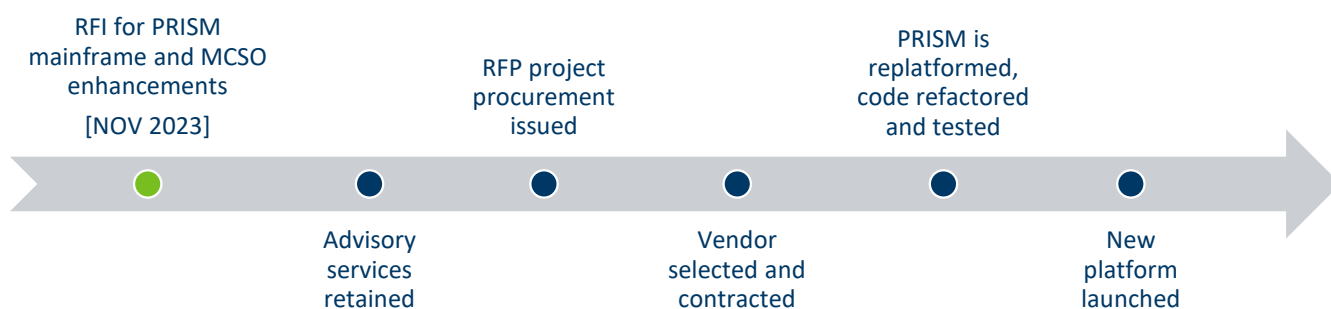 RFI for PRISM
mainframe and MCSO
enhancements
[NOV 2023]
Advisory
services
retained
RFP project
procurement
issued
Vendor
selected and
contracted
PRISM is
replatformed,
code refactored
and tested
New
platform
launched